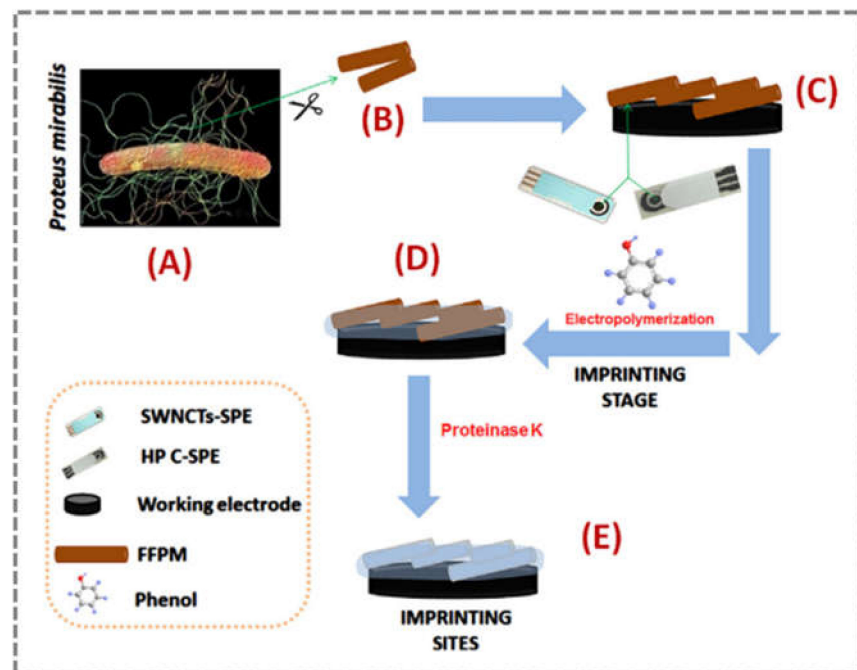 Proteus mirabilis
(A)
(B)
(C)
(D)
Electropolymerization
IMPRINTING
STAGE
Proteinase K
(E)
IMPRINTING
SITES
SWNCTs-SPE
HP C-SPE
Working electrode
FFPM
Phenol